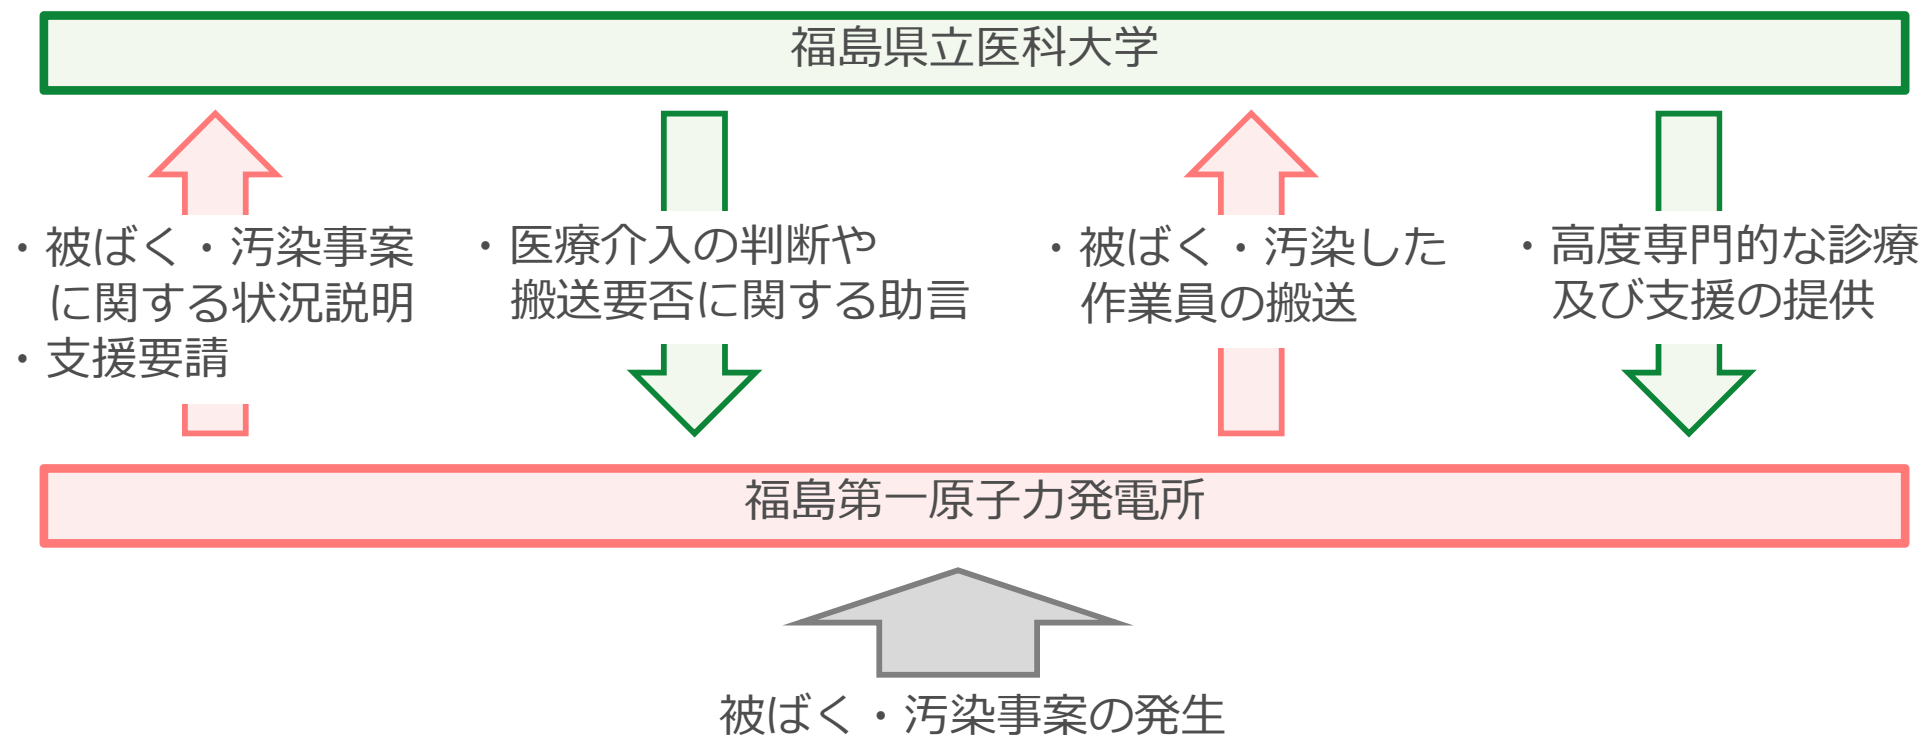 福島県立医科大学
・被ばく・汚染事案
に関する状況説明
・支援要請
・医療介入の判断や
搬送要否に関する助言
・被ばく・汚染した
作業員の搬送
・高度専門的な診療
及び支援の提供
福島第一原子力発電所
被ばく・汚染事案の発生